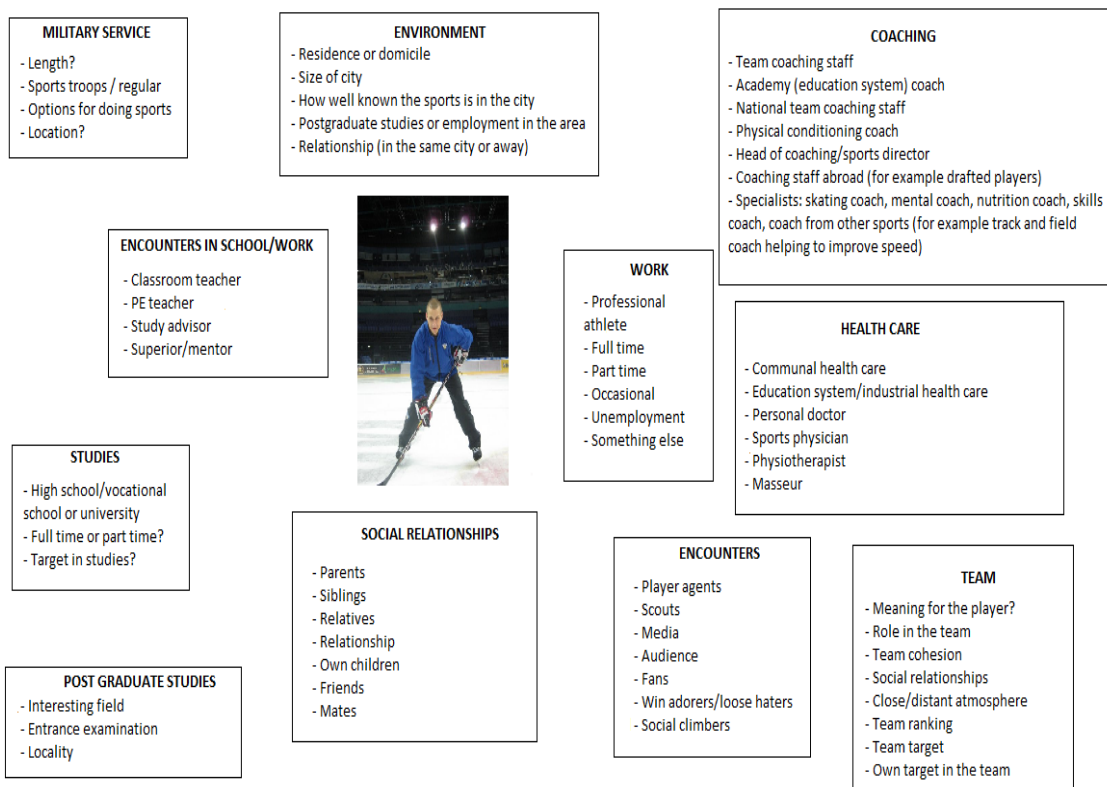 MILITARY SERVICE
- Length?
- Sports troops / regular
- Options for doing sports
- Location?
ENVIRONMENT
- Residence or domicile
- Size of city
- How well known the sports is in the city
- Postgraduate studies or employment in the area
- Relationship (in the same city or away)
COACHING
- Team coaching staff
- Academy (education system) coach
- National team coaching staff
- Physical conditioning coach
- Head of coaching/sports director
- Coaching staff abroad (for example drafted players)
- Specialists: skating coach, mental coach, nutrition coach, skills
coach, coach from other sports (for example track and field
coach helping to improve speed)
ENCOUNTERS IN SCHOOL/WORK
- Classroom teacher
- PE teacher
- Study advisor
- Superior/mentor
WORK
- Professional
athlete
- Full time
- Part time
- Occasional
- Unemployment
- Something else
HEALTH CARE
- Communal health care
- Education system/industrial health care
- Personal doctor
- Sports physician
- Physiotherapist
- Masseur
STUDIES
- High school/vocational
school or university
- Full time or part time?
- Target in studies?
SOCIAL RELATIONSHIPS
- Parents
- Siblings
- Relatives
- Relationship
- Own children
- Friends
- Mates
ENCOUNTERS
- Player agents
- Scouts
- Media
- Audience
- Fans
- Win adorers/loose haters
- Social climbers
TEAM
- Meaning for the player?
- Role in the team
- Team cohesion
- Social relationships
- Close/distant atmosphere
- Team ranking
- Team target
- Own target in the team
POST GRADUATE STUDIES
- Interesting field
- Entrance examination
- Locality